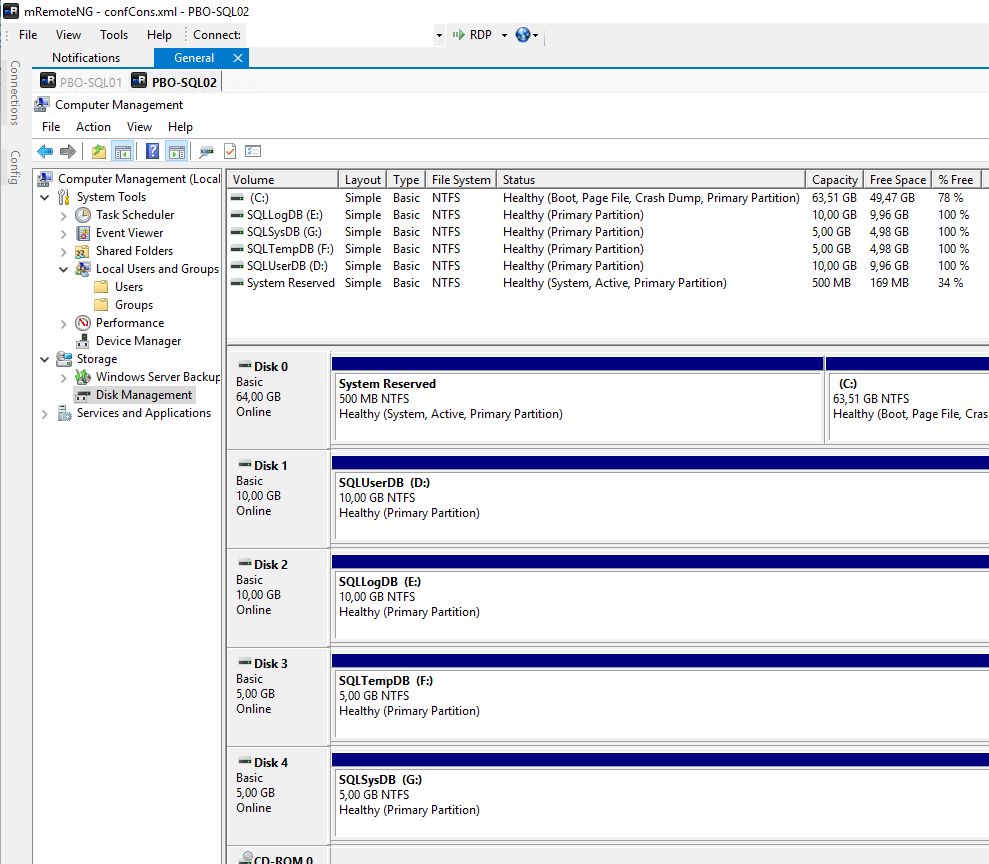 mRemoteNG - confCons.xml - PBO-SQL02
File View Tools Help Connect: RDP
Notifications General
Connections
Config
PBO-SQL01 PBO-SQL02
Computer Management
File Action View Help
Computer Management (Local
System Tools
Task Scheduler
Event Viewer
Shared Folders
Local Users and Groups
Users
Groups
Performance
Device Manager
Storage
Windows Server Backup
Disk Management
Services and Applications
Volume Layout Type File System Status Capacity Free Space % Free
(C:) Simple Basic NTFS Healthy (Boot, Page File, Crash Dump, Primary Partition) 63,51 GB 49,47 GB 78 %
SQLLogDB (E:) Simple Basic NTFS Healthy (Primary Partition) 10,00 GB 9,96 GB 100 %
SQLSysDB (G:) Simple Basic NTFS Healthy (Primary Partition) 5,00 GB 4,98 GB 100 %
SQLTempDB (F:) Simple Basic NTFS Healthy (Primary Partition) 5,00 GB 4,98 GB 100 %
SQLUserDB (D:) Simple Basic NTFS Healthy (Primary Partition) 10,00 GB 9,96 GB 100 %
System Reserved Simple Basic NTFS Healthy (System, Active, Primary Partition) 500 MB 169 MB 34 %
Disk 0
Basic
64,00 GB
Online
System Reserved
500 MB NTFS
Healthy (System, Active, Primary Partition)
(C:)
63,51 GB NTFS
Healthy (Boot, Page File, Cras
Disk 1
Basic
10,00 GB
Online
SQLUserDB (D:)
10,00 GB NTFS
Healthy (Primary Partition)
Disk 2
Basic
10,00 GB
Online
SQLLogDB (E:)
10,00 GB NTFS
Healthy (Primary Partition)
Disk 3
Basic
5,00 GB
Online
SQLTempDB (F:)
5,00 GB NTFS
Healthy (Primary Partition)
Disk 4
Basic
5,00 GB
Online
SQLSysDB (G:)
5,00 GB NTFS
Healthy (Primary Partition)
CD-ROM 0